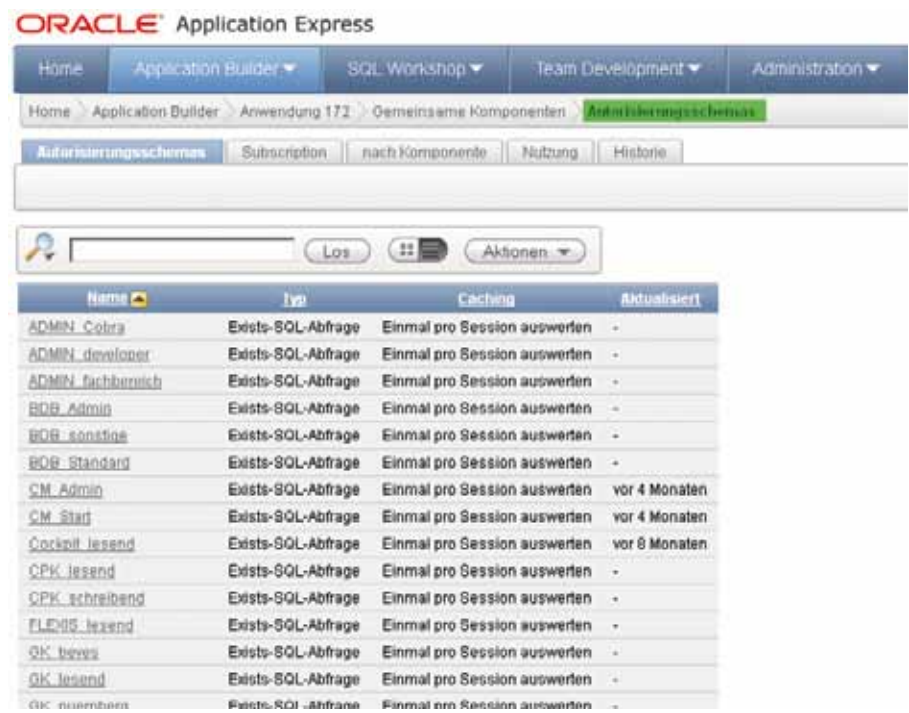 ORACLE Application Express
Home Application Builder SQL Workshop Team Development Administration
Home Application Builder Anwendung 172 Gemeinsame Komponenten Autorisierungsschemas
Autorisierungsschemas Subscription nach Komponente Nutzung Historie
Los Aktionen
Name Typ Caching Aktualisiert
ADMIN_Cobra Exists-SQL-Abfrage Einmal pro Session auswerten -
ADMIN_developer Exists-SQL-Abfrage Einmal pro Session auswerten -
ADMIN_fachbereich Exists-SQL-Abfrage Einmal pro Session auswerten -
BDB_Admin Exists-SQL-Abfrage Einmal pro Session auswerten -
BDB_sonstige Exists-SQL-Abfrage Einmal pro Session auswerten -
BDB_Standard Exists-SQL-Abfrage Einmal pro Session auswerten -
CM_Admin Exists-SQL-Abfrage Einmal pro Session auswerten vor 4 Monaten
CM_Start Exists-SQL-Abfrage Einmal pro Session auswerten vor 4 Monaten
Cockpit_lesend Exists-SQL-Abfrage Einmal pro Session auswerten vor 8 Monaten
CPK_lesend Exists-SQL-Abfrage Einmal pro Session auswerten -
CPK_schreibend Exists-SQL-Abfrage Einmal pro Session auswerten -
FLEXIS_lesend Exists-SQL-Abfrage Einmal pro Session auswerten -
GK_beves Exists-SQL-Abfrage Einmal pro Session auswerten -
GK_lesend Exists-SQL-Abfrage Einmal pro Session auswerten -
GK_nuernberg Exists-SQL-Abfrage Einmal pro Session auswerten -